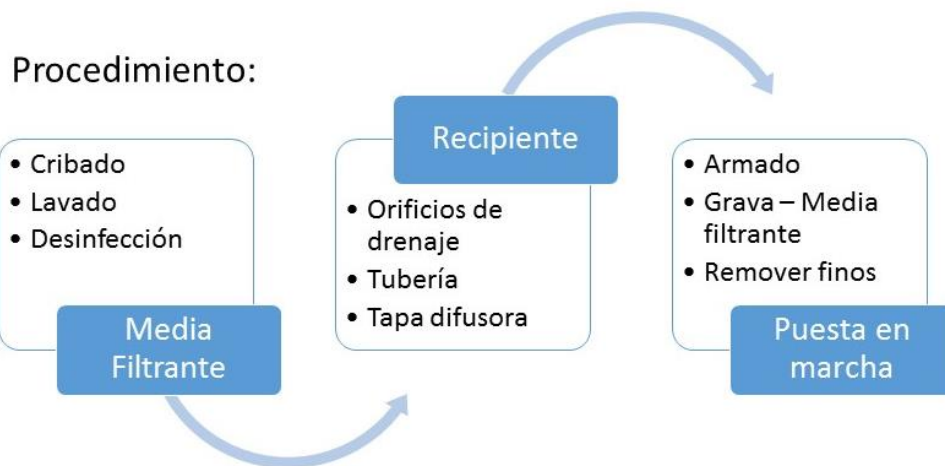 Procedimiento:
• Cribado
• Lavado
• Desinfección
Media
Filtrante
Recipiente
• Orificios de
drenaje
• Tubería
• Tapa difusora
• Armado
• Grava – Media
filtrante
• Remover finos
Puesta en
marcha